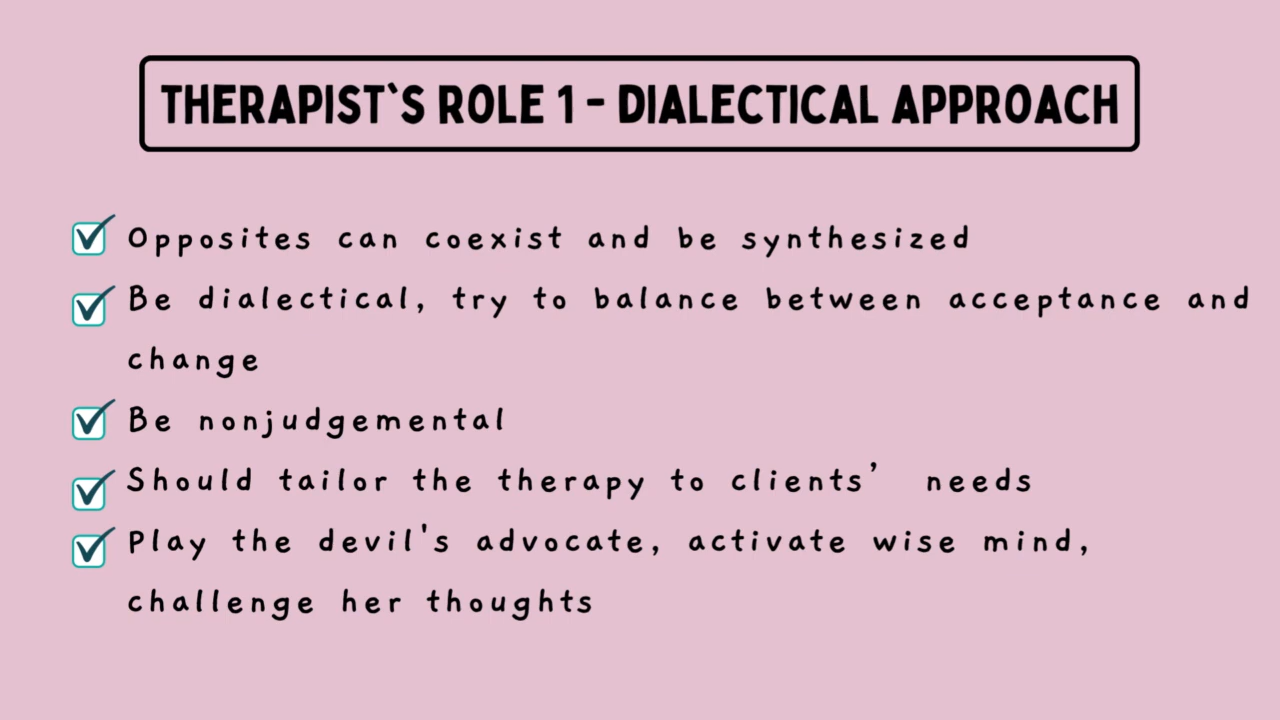 THERAPIST`S ROLE 1 - DIALECTICAL APPROACH
Opposites can coexist and be synthesized
Be dialectical, try to balance between acceptance and
change
Be nonjudgemental
Should tailor the therapy to clients’ needs
Play the devil's advocate, activate wise mind,
challenge her thoughts